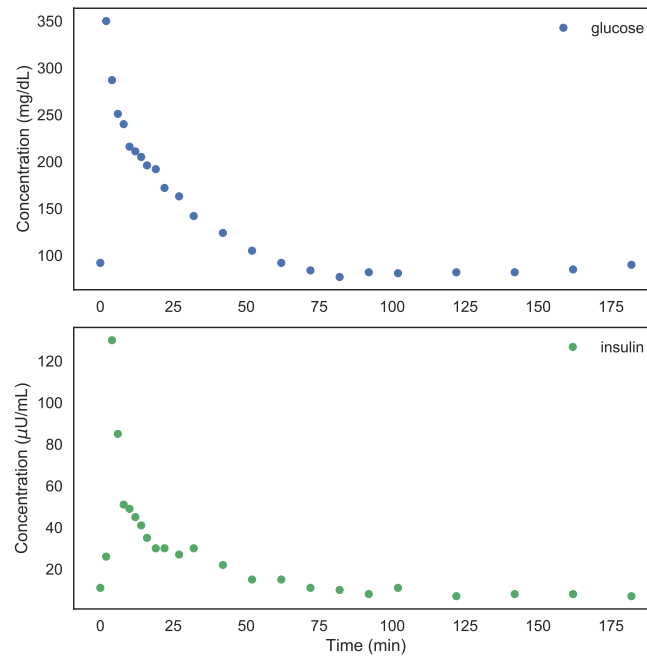 glucose
Concentration (mg/dL)
350
300
250
200
150
100
0 25 50 75 100 125 150 175
insulin
Concentration (μU/mL)
120
100
80
60
40
20
0 25 50 75 100 125 150 175
Time (min)